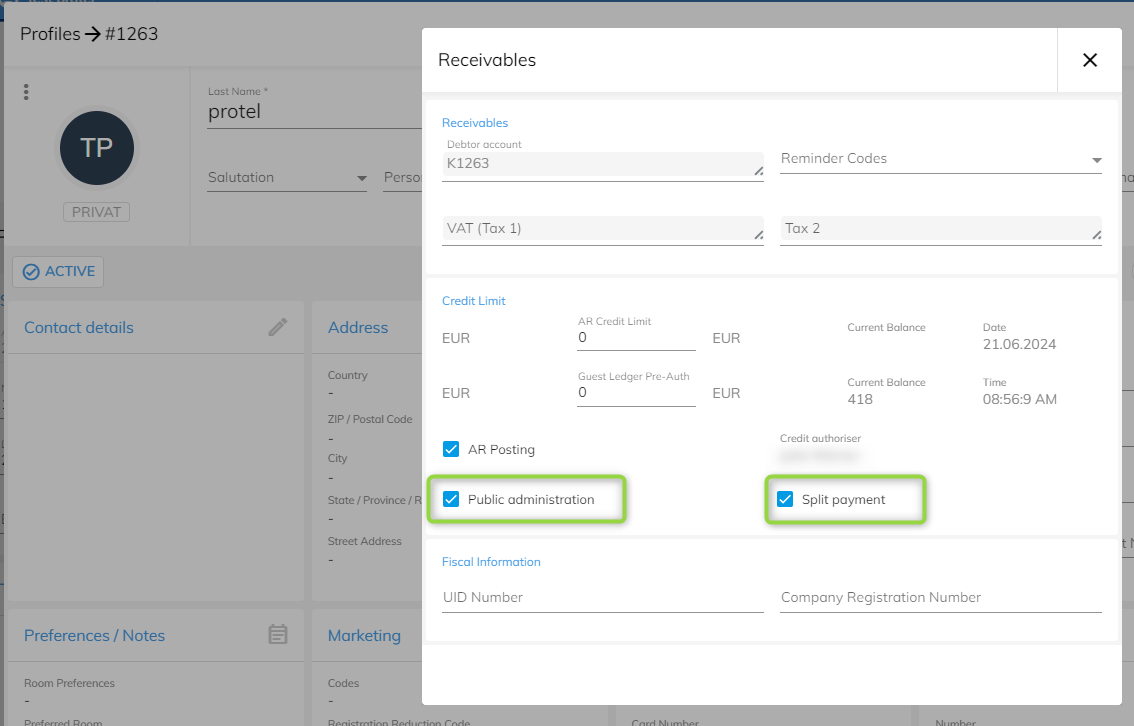 Profiles → #1263
Last Name *
protel
TP
Salutation
Perso
PRIVAT
ACTIVE
Contact details
Address
Country
-
ZIP / Postal Code
-
City
-
State / Province / R
-
Street Address
-
Preferences / Notes
Marketing
Room Preferences
-
Preferred Room
Codes
-
Registration Reduction Code
Card Number
Number
Receivables
Receivables
Debtor account
K1263
Reminder Codes
VAT (Tax 1)
Tax 2
Credit Limit
EUR
AR Credit Limit
0
EUR
Current Balance
Date
21.06.2024
EUR
Guest Ledger Pre-Auth
0
EUR
Current Balance
418
Time
08:56:9 AM
AR Posting
Credit authoriser
Public administration
Split payment
Fiscal Information
UID Number
Company Registration Number